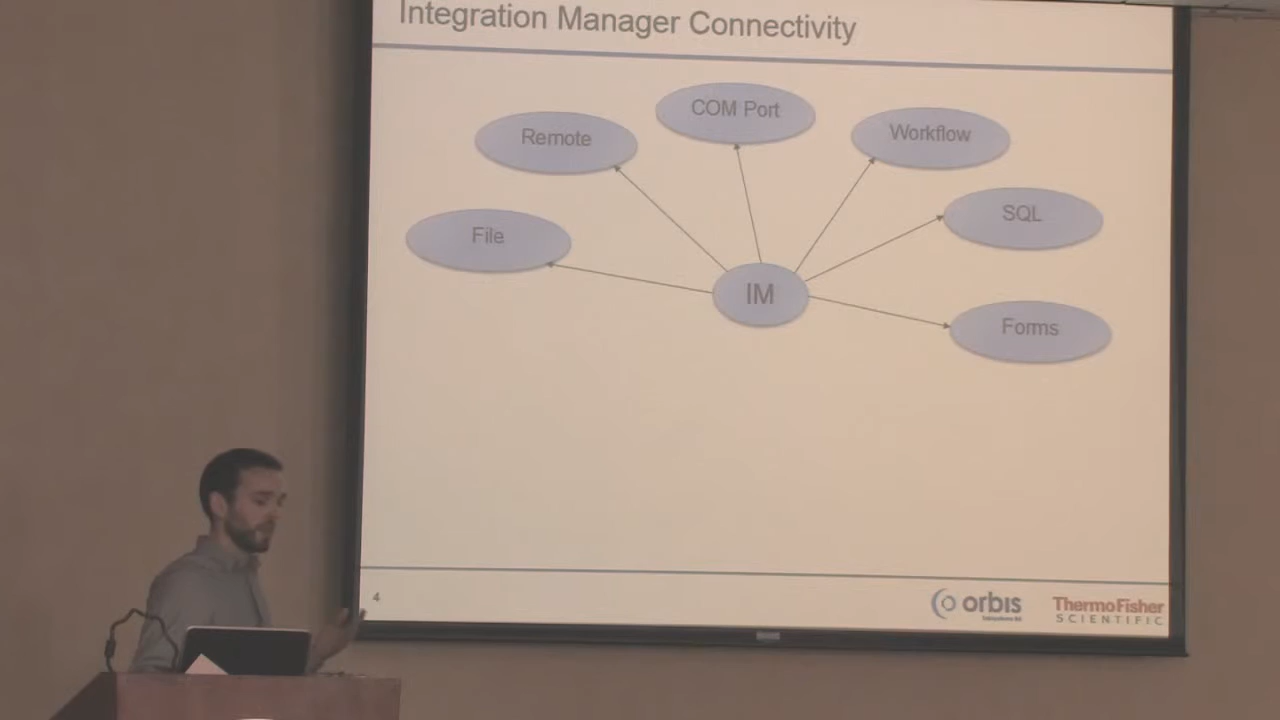 Integration Manager Connectivity
COM Port
Remote
Workflow
SQL
File
IM
Forms
4
orbis
ThermoFisher
SCIENTIFIC